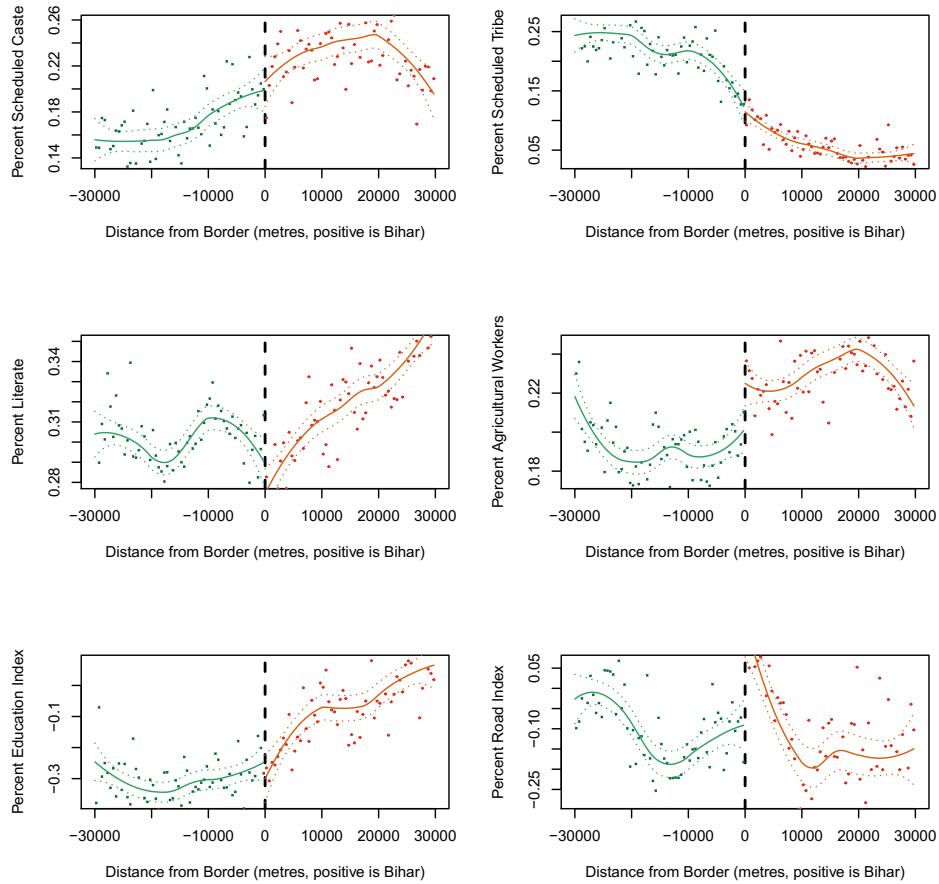 Percent Scheduled Caste
0.14 0.18 0.22 0.26
−30000 −10000 0 10000 20000 30000
Distance from Border (metres, positive is Bihar)
Percent Scheduled Tribe
0.05 0.15 0.25
−30000 −10000 0 10000 20000 30000
Distance from Border (metres, positive is Bihar)
Percent Literate
0.28 0.31 0.34
−30000 −10000 0 10000 20000 30000
Distance from Border (metres, positive is Bihar)
Percent Agricultural Workers
0.18 0.22
−30000 −10000 0 10000 20000 30000
Distance from Border (metres, positive is Bihar)
Percent Education Index
−0.3 −0.1
−30000 −10000 0 10000 20000 30000
Distance from Border (metres, positive is Bihar)
Percent Road Index
−0.25 −0.10 0.05
−30000 −10000 0 10000 20000 30000
Distance from Border (metres, positive is Bihar)